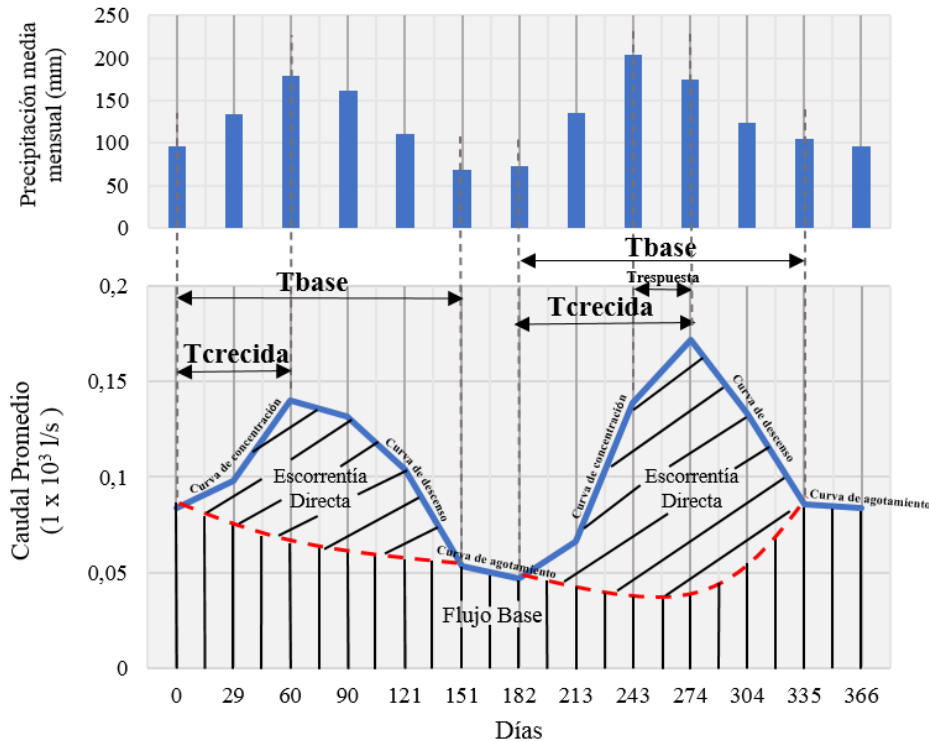 Precipitación media
mensual (mm)
250
200
150
100
50
0
Tbase
Trespuesta
Tbase
Tcrecida
Tcrecida
Caudal Promedio
(1 x 10³ l/s )
0,2
0,15
0,1
0,05
0
Curva de concentración
Curva de descenso
Escorrentía
Directa
Curva de agotamiento
Curva de concentración
Curva de descenso
Escorrentía
Directa
Curva de agotamiento
Flujo Base
0 29 60 90 121 151 182 213 243 274 304 335 366
Días